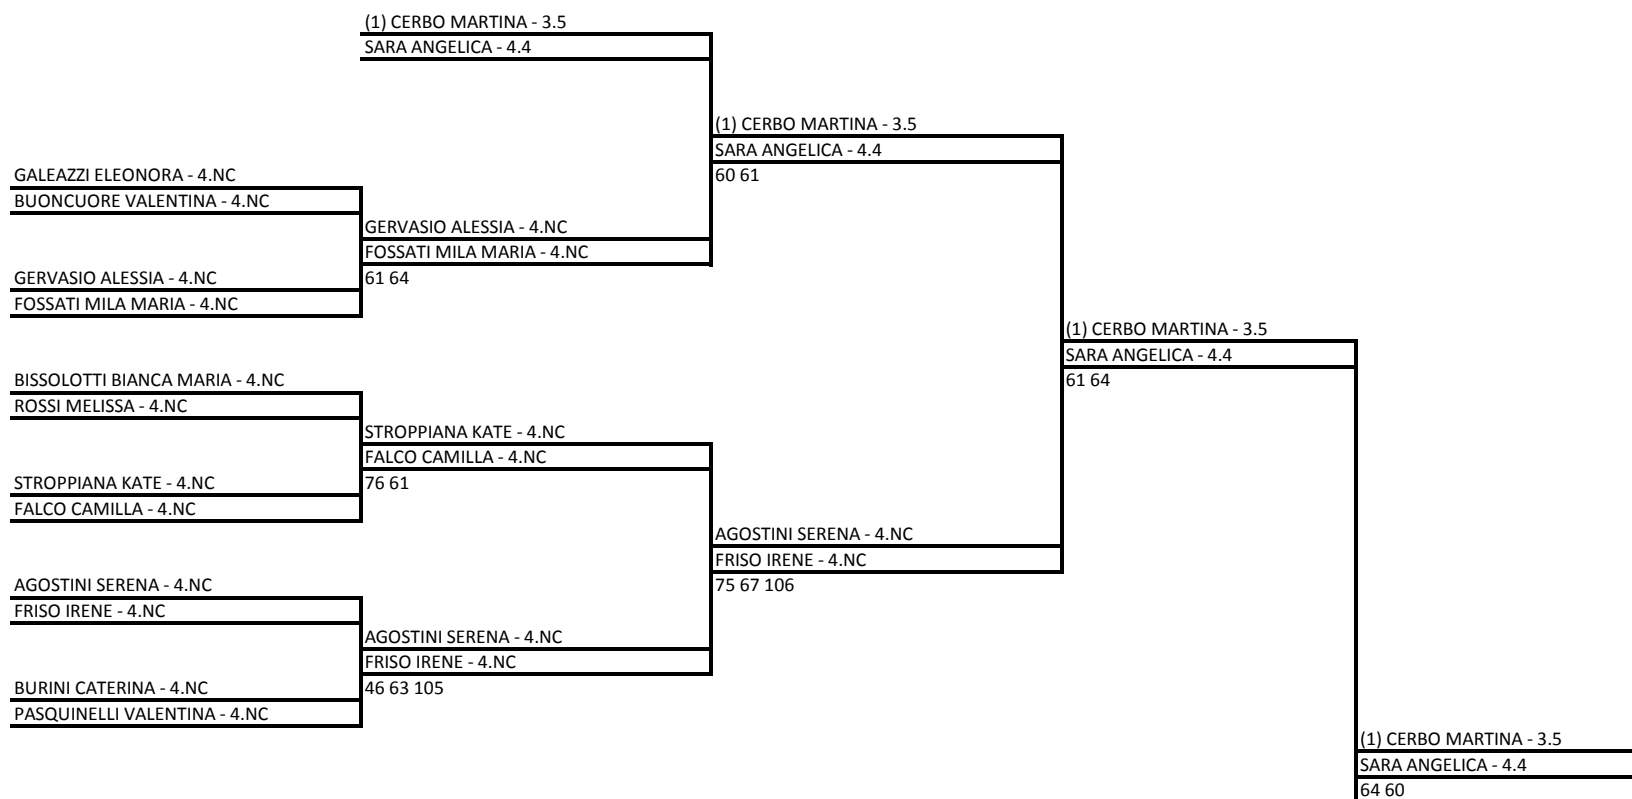 (1) CERBO MARTINA - 3.5
SARA ANGELICA - 4.4
(1) CERBO MARTINA - 3.5
SARA ANGELICA - 4.4
60 61
GALEAZZI ELEONORA - 4.NC
BUONCUORE VALENTINA - 4.NC
GERVASIO ALESSIA - 4.NC
FOSSATI MILA MARIA - 4.NC
61 64
GERVASIO ALESSIA - 4.NC
FOSSATI MILA MARIA - 4.NC
(1) CERBO MARTINA - 3.5
SARA ANGELICA - 4.4
61 64
BISSOLOTTI BIANCA MARIA - 4.NC
ROSSI MELISSA - 4.NC
STROPPIANA KATE - 4.NC
FALCO CAMILLA - 4.NC
76 61
STROPPIANA KATE - 4.NC
FALCO CAMILLA - 4.NC
AGOSTINI SERENA - 4.NC
FRISO IRENE - 4.NC
75 67 106
AGOSTINI SERENA - 4.NC
FRISO IRENE - 4.NC
AGOSTINI SERENA - 4.NC
FRISO IRENE - 4.NC
46 63 105
BURINI CATERINA - 4.NC
PASQUINELLI VALENTINA - 4.NC
(1) CERBO MARTINA - 3.5
SARA ANGELICA - 4.4
64 60